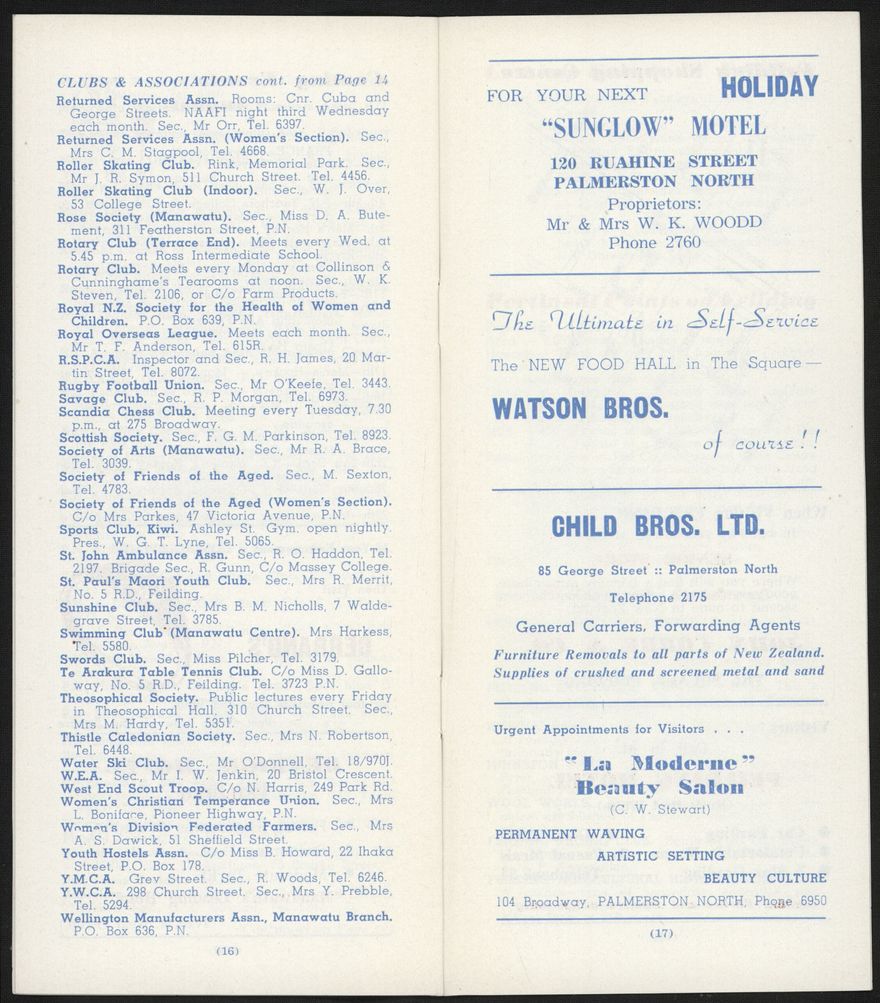 CLUBS & ASSOCIATIONS cont. from Page 14
Returned Services Assn. Rooms: Cnr. Cuba and
George Streets. NAAFI night third Wednesday
each month. Sec., Mr Orr, Tel. 6397.
Returned Services Assn. (Women's Section). Sec.,
Mrs C. M. Stagpool, Tel. 4668.
Roller Skating Club. Rink, Memorial Park. Sec.,
Mr J. R. Symon, 511 Church Street. Tel. 4456.
Roller Skating Club (Indoor). Sec., W. J. Over,
53 College Street.
Rose Society (Manawatu). Sec., Miss D. A. Bute-
ment, 311 Featherston Street, P.N.
Rotary Club (Terrace End). Meets every Wed. at
5.45 p.m. at Ross Intermediate School.
Rotary Club. Meets every Monday at Collinson &
Cunninghame's Tearooms at noon. Sec., W. K.
Steven, Tel. 2106, or C/o Farm Products.
Royal N.Z. Society for the Health of Women and
Children. P.O. Box 639, P.N.
Royal Overseas League. Meets each month. Sec.,
Mr T. F. Anderson, Tel. 615R.
R.S.P.C.A. Inspector and Sec., R. H. James, 20 Mar-
tin Street, Tel. 8072.
Rugby Football Union. Sec., Mr O'Keefe, Tel. 3443.
Savage Club. Sec., R. P. Morgan, Tel. 6973.
Scandia Chess Club. Meeting every Tuesday, 7.30
p.m., at 275 Broadway.
Scottish Society. Sec., F. G. M. Parkinson, Tel. 8923.
Society of Arts (Manawatu). Sec., Mr R. A. Brace,
Tel. 3039.
Society of Friends of the Aged. Sec., M. Sexton,
Tel. 4783.
Society of Friends of the Aged (Women's Section).
C/o Mrs Parkes, 47 Victoria Avenue, P.N.
Sports Club, Kiwi. Ashley St. Gym. open nightly.
Pres., W. G. T. Lyne, Tel. 5065.
St. John Ambulance Assn. Sec., R. O. Haddon, Tel.
2197. Brigade Sec., R. Gunn, C/o Massey College.
St. Paul's Maori Youth Club. Sec., Mrs R. Merrit,
No. 5 R.D., Feilding.
Sunshine Club. Sec., Mrs B. M. Nicholls, 7 Walde-
grave Street, Tel. 3785.
Swimming Club (Manawatu Centre). Mrs Harkess,
Tel. 5580.
Swords Club. Sec., Miss Pilcher, Tel. 3179.
Te Arakura Table Tennis Club. C/o Miss D. Gallo-
way, No. 5 R.D., Feilding. Tel. 3723 P.N.
Theosophical Society. Public lectures every Friday
in Theosophical Hall, 310 Church Street. Sec.,
Mrs M. Hardy, Tel. 5351.
Thistle Caledonian Society. Sec., Mrs N. Robertson,
Tel. 6448.
Water Ski Club. Sec., Mr O'Donnell, Tel. 18/970J.
W.E.A. Sec., Mr I. W. Jenkin, 20 Bristol Crescent.
West End Scout Troop. C/o N. Harris, 249 Park Rd.
Women's Christian Temperance Union. Sec., Mrs
L. Boniface, Pioneer Highway, P.N.
Women's Division Federated Farmers. Sec., Mrs
A. S. Dawick, 51 Sheffield Street.
Youth Hostels Assn. C/o Miss B. Howard, 22 Ihaka
Street, P.O. Box 178.
Y.M.C.A. Grey Street. Sec., R. Woods, Tel. 6246.
Y.W.C.A. 298 Church Street. Sec., Mrs Y. Prebble,
Tel. 5294.
Wellington Manufacturers Assn., Manawatu Branch.
P.O. Box 636, P.N.
(16)
FOR YOUR NEXT HOLIDAY
"SUNGLOW" MOTEL
120 RUAHINE STREET
PALMERSTON NORTH
Proprietors:
Mr & Mrs W. K. WOODD
Phone 2760
The Ultimate in Self-Service
The NEW FOOD HALL in The Square —
WATSON BROS.
of course!!
CHILD BROS. LTD.
85 George Street :: Palmerston North
Telephone 2175
General Carriers, Forwarding Agents
Furniture Removals to all parts of New Zealand.
Supplies of crushed and screened metal and sand
Urgent Appointments for Visitors . . .
"La Moderne"
Beauty Salon
(C. W. Stewart)
PERMANENT WAVING
ARTISTIC SETTING
BEAUTY CULTURE
104 Broadway, PALMERSTON NORTH, Phone 6950
(17)